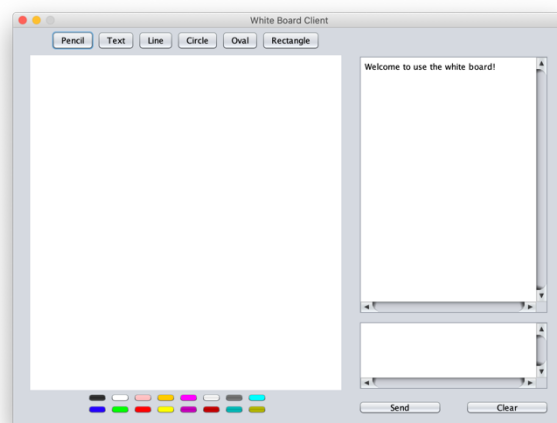 White Board Client
Pencil Text Line Circle Oval Rectangle
Welcome to use the white board!
Send Clear